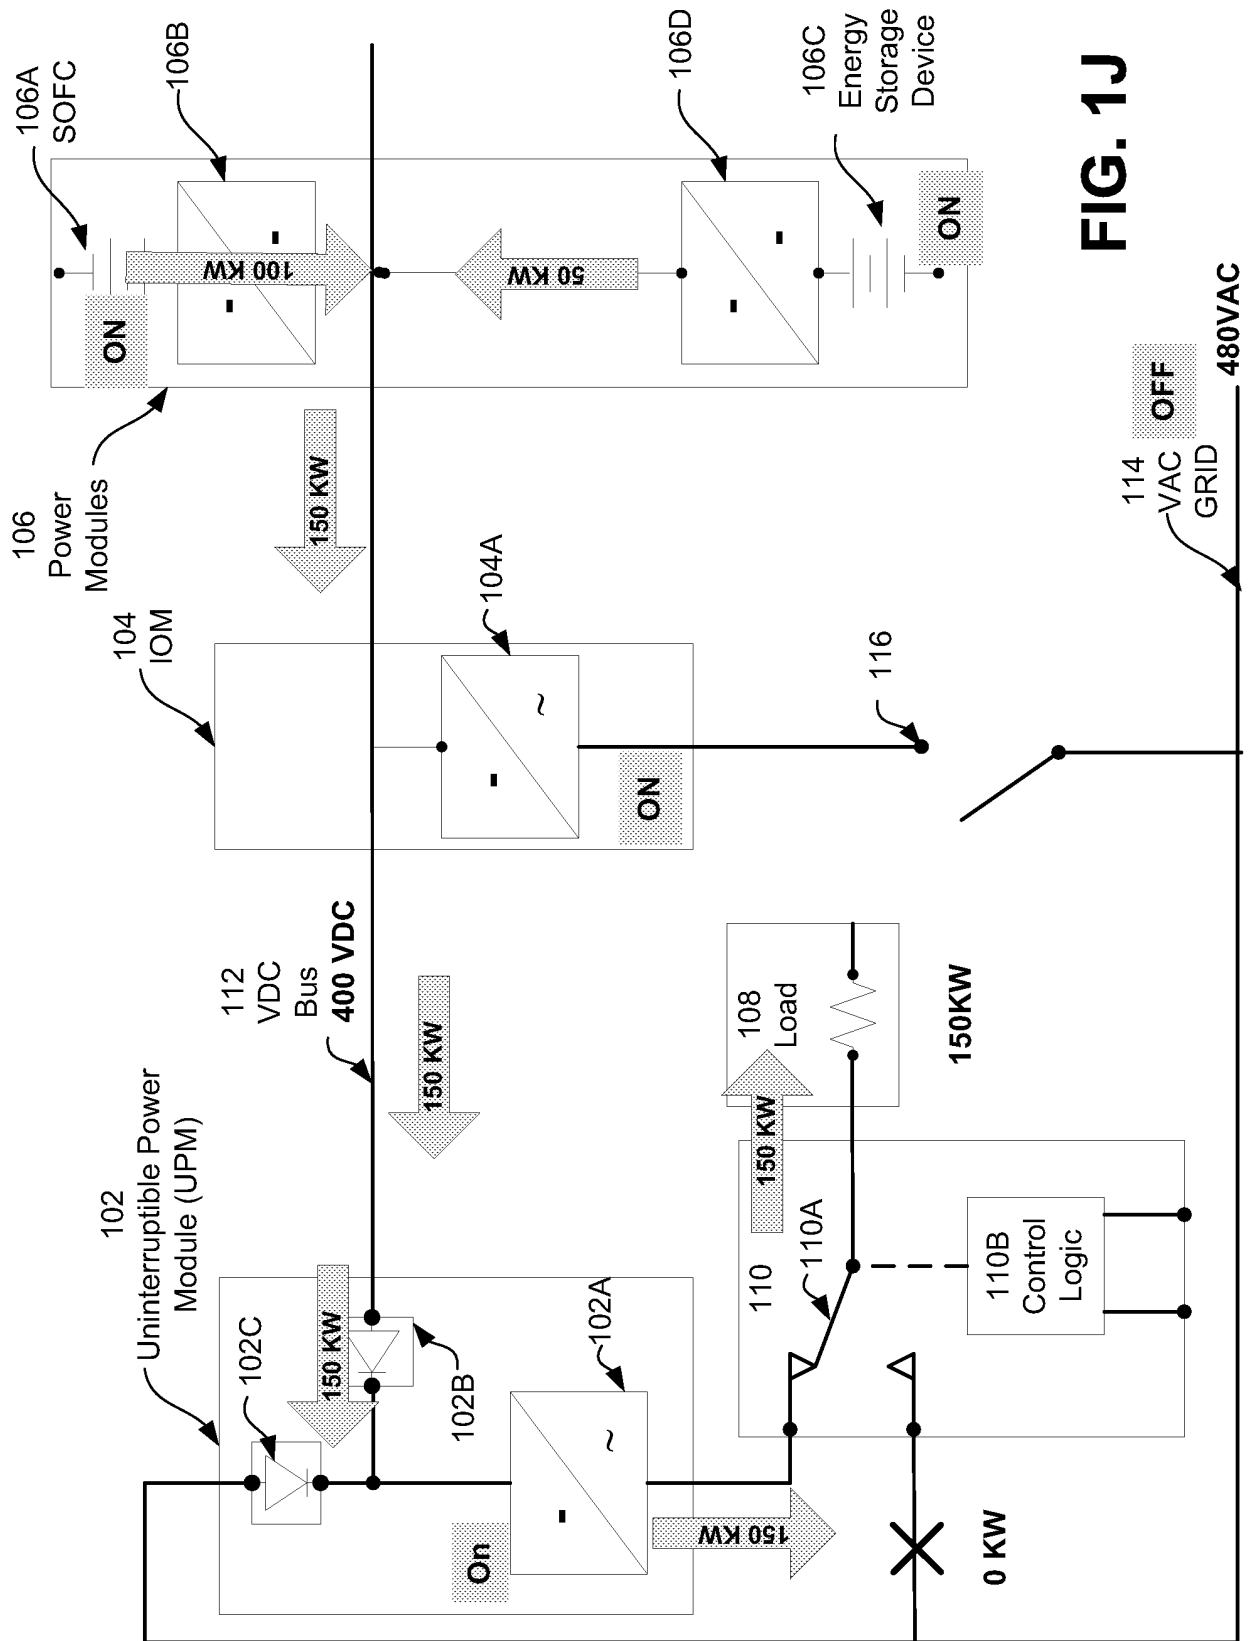 106A
SOFC
106B
106D
106C
Energy
Storage
Device
FIG. 1J
106
Power
Modules
ON
100 KW
50 KW
ON
150 KW
104
IOM
104A
ON
116
114
VAC
GRID
OFF
480VAC
112
VDC
Bus
400 VDC
150 KW
108
Load
150KW
102
Uninterruptible Power
Module (UPM)
102C
150 KW
102B
102A
On
150 KW
150 KW
110
110A
110B
Control
Logic
0 KW